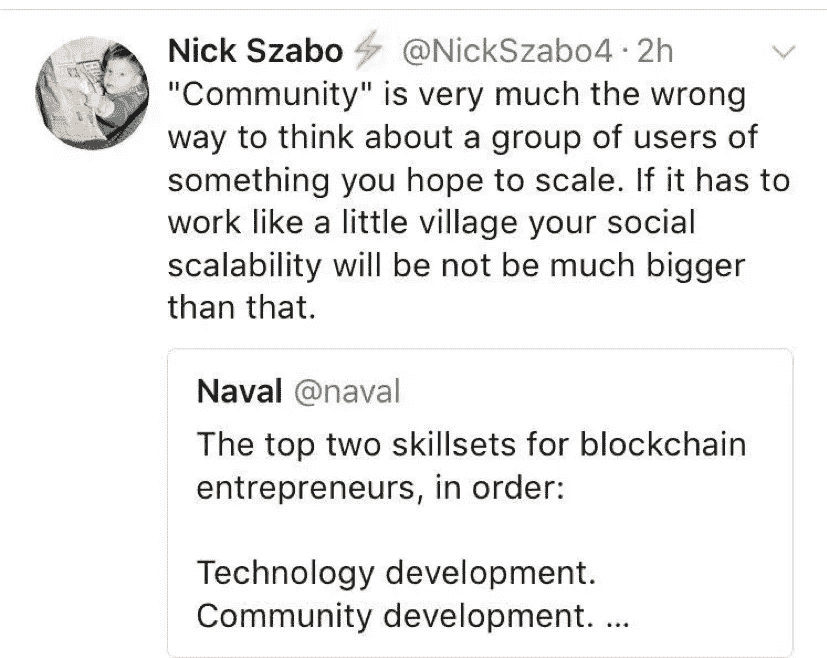 Nick Szabo ⚡ @NickSzabo4 · 2h
"Community" is very much the wrong
way to think about a group of users of
something you hope to scale. If it has to
work like a little village your social
scalability will be not be much bigger
than that.
Naval @naval
The top two skillsets for blockchain
entrepreneurs, in order:
Technology development.
Community development. ...